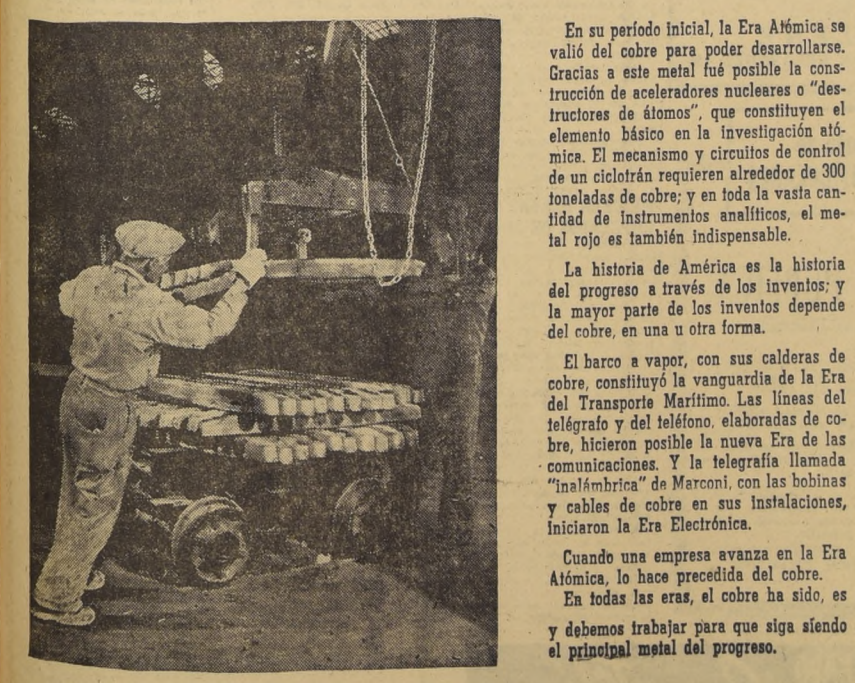 En su período inicial, la Era Atómica se
valió del cobre para poder desarrollarse.
Gracias a este metal fué posible la cons-
trucción de aceleradores nucleares o "des-
tructores de átomos", que constituyen el
elemento básico en la investigación ató-
mica. El mecanismo y circuitos de control
de un ciclotrán requieren alrededor de 300
toneladas de cobre; y en toda la vasta can-
tidad de instrumentos analíticos, el me-
tal rojo es también indispensable.
La historia de América es la historia
del progreso a través de los inventos; y
la mayor parte de los inventos depende
del cobre, en una u otra forma.
El barco a vapor, con sus calderas de
cobre, constituyó la vanguardia de la Era
del Transporte Marítimo. Las líneas del
telégrafo y del teléfono, elaboradas de co-
bre, hicieron posible la nueva Era de las
comunicaciones. Y la telegrafía llamada
"inalámbrica" de Marconi, con las bobinas
y cables de cobre en sus instalaciones,
iniciaron la Era Electrónica.
Cuando una empresa avanza en la Era
Atómica, lo hace precedida del cobre.
En todas las eras, el cobre ha sido, es
y debemos trabajar para que siga siendo
el principal metal del progreso.